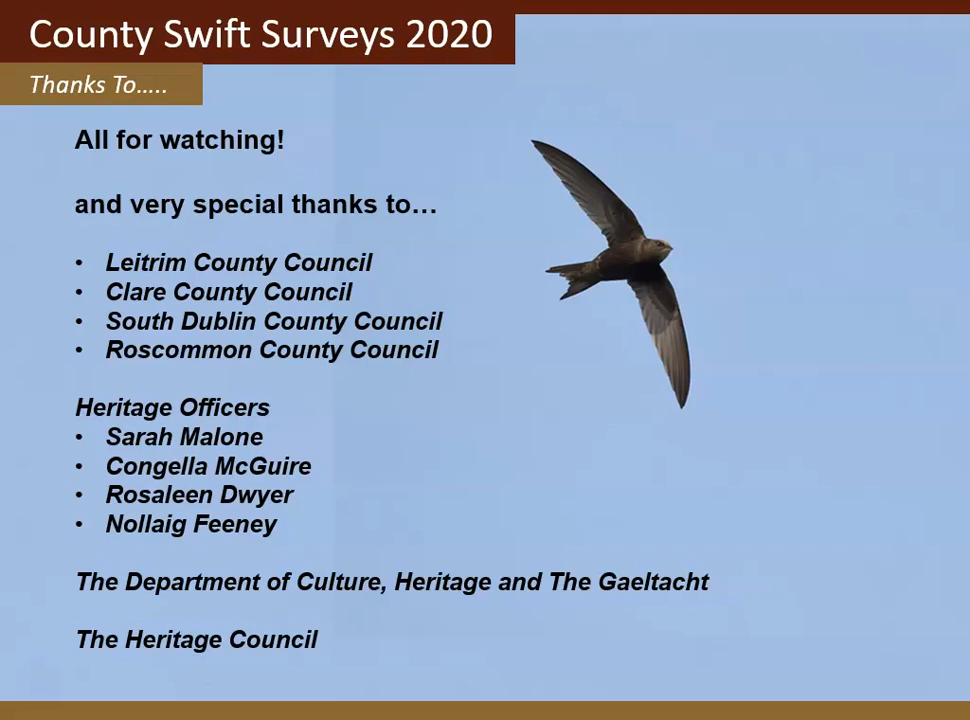 County Swift Surveys 2020
Thanks To.....
All for watching!
and very special thanks to…
• Leitrim County Council
• Clare County Council
• South Dublin County Council
• Roscommon County Council
Heritage Officers
• Sarah Malone
• Congella McGuire
• Rosaleen Dwyer
• Nollaig Feeney
The Department of Culture, Heritage and The Gaeltacht
The Heritage Council